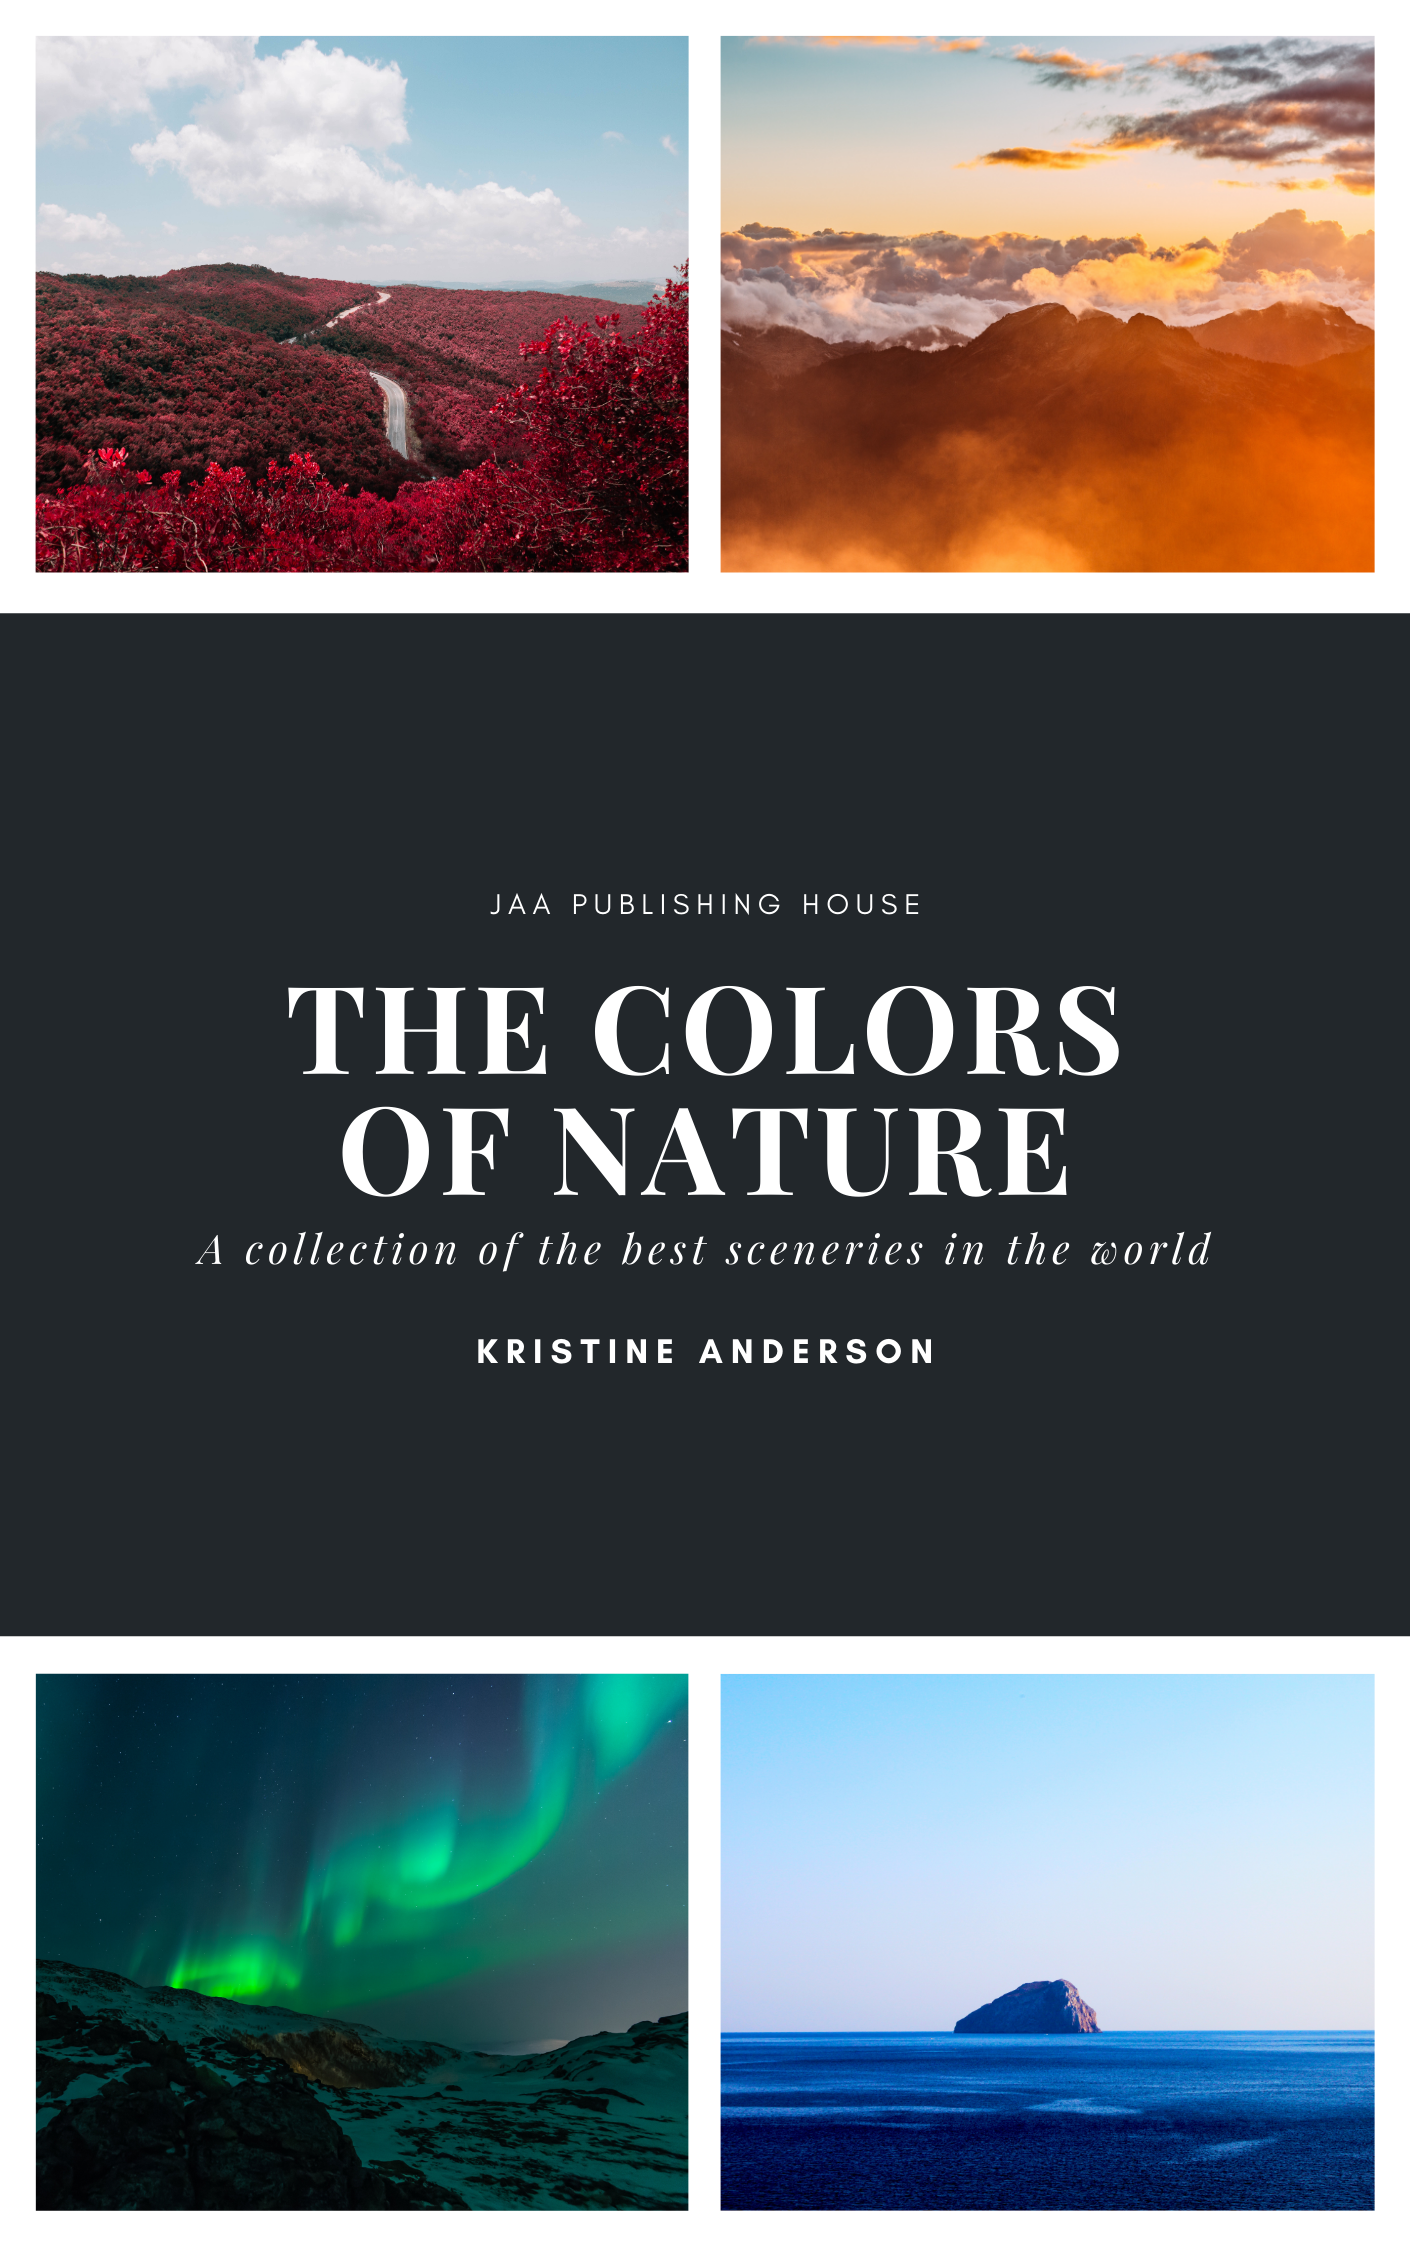 JAA PUBLISHING HOUSE
THE COLORS
OF NATURE
A collection of the best sceneries in the world
KRISTINE ANDERSON